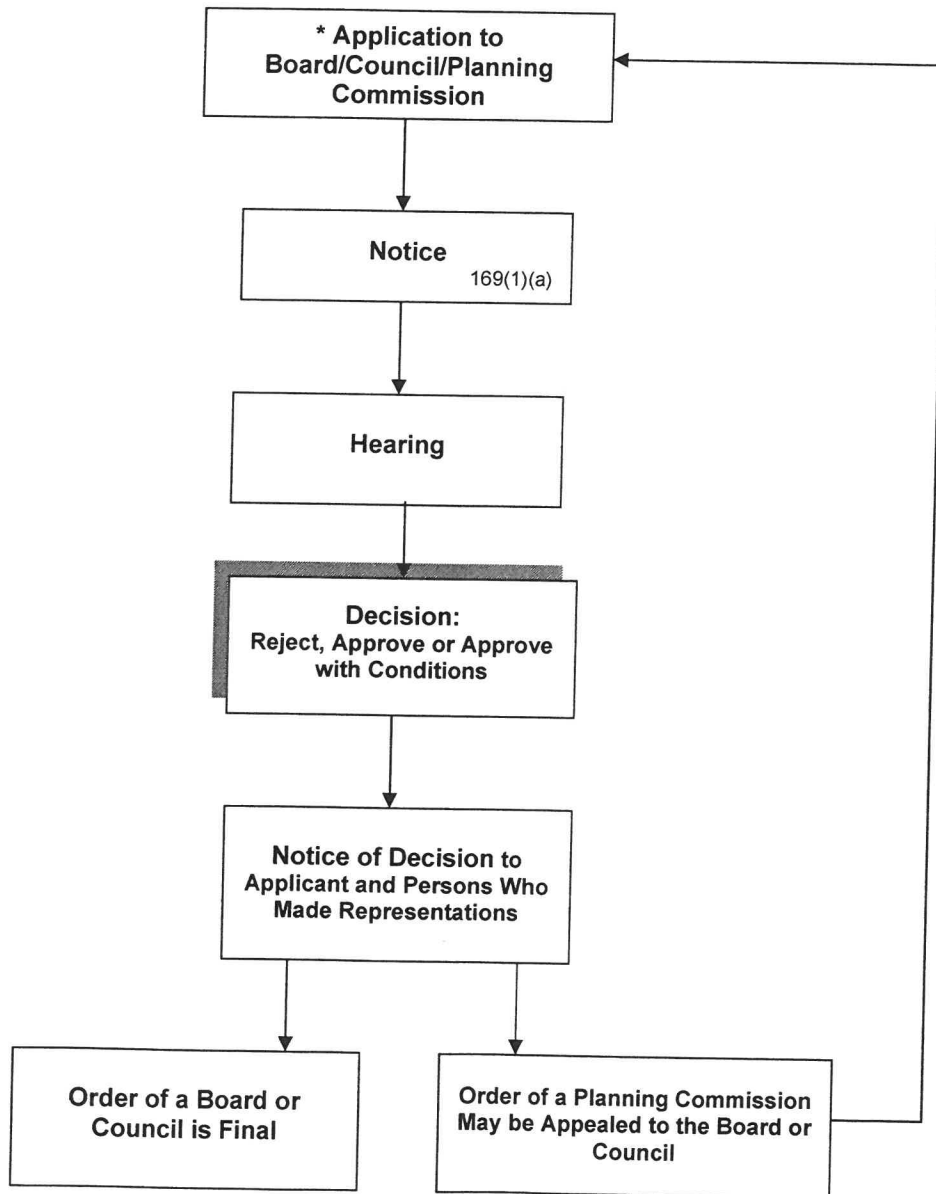 * Application to
Board/Council/Planning
Commission
Notice
169(1)(a)
Hearing
Decision:
Reject, Approve or Approve
with Conditions
Notice of Decision to
Applicant and Persons Who
Made Representations
Order of a Board or
Council is Final
Order of a Planning Commission
May be Appealed to the Board or
Council